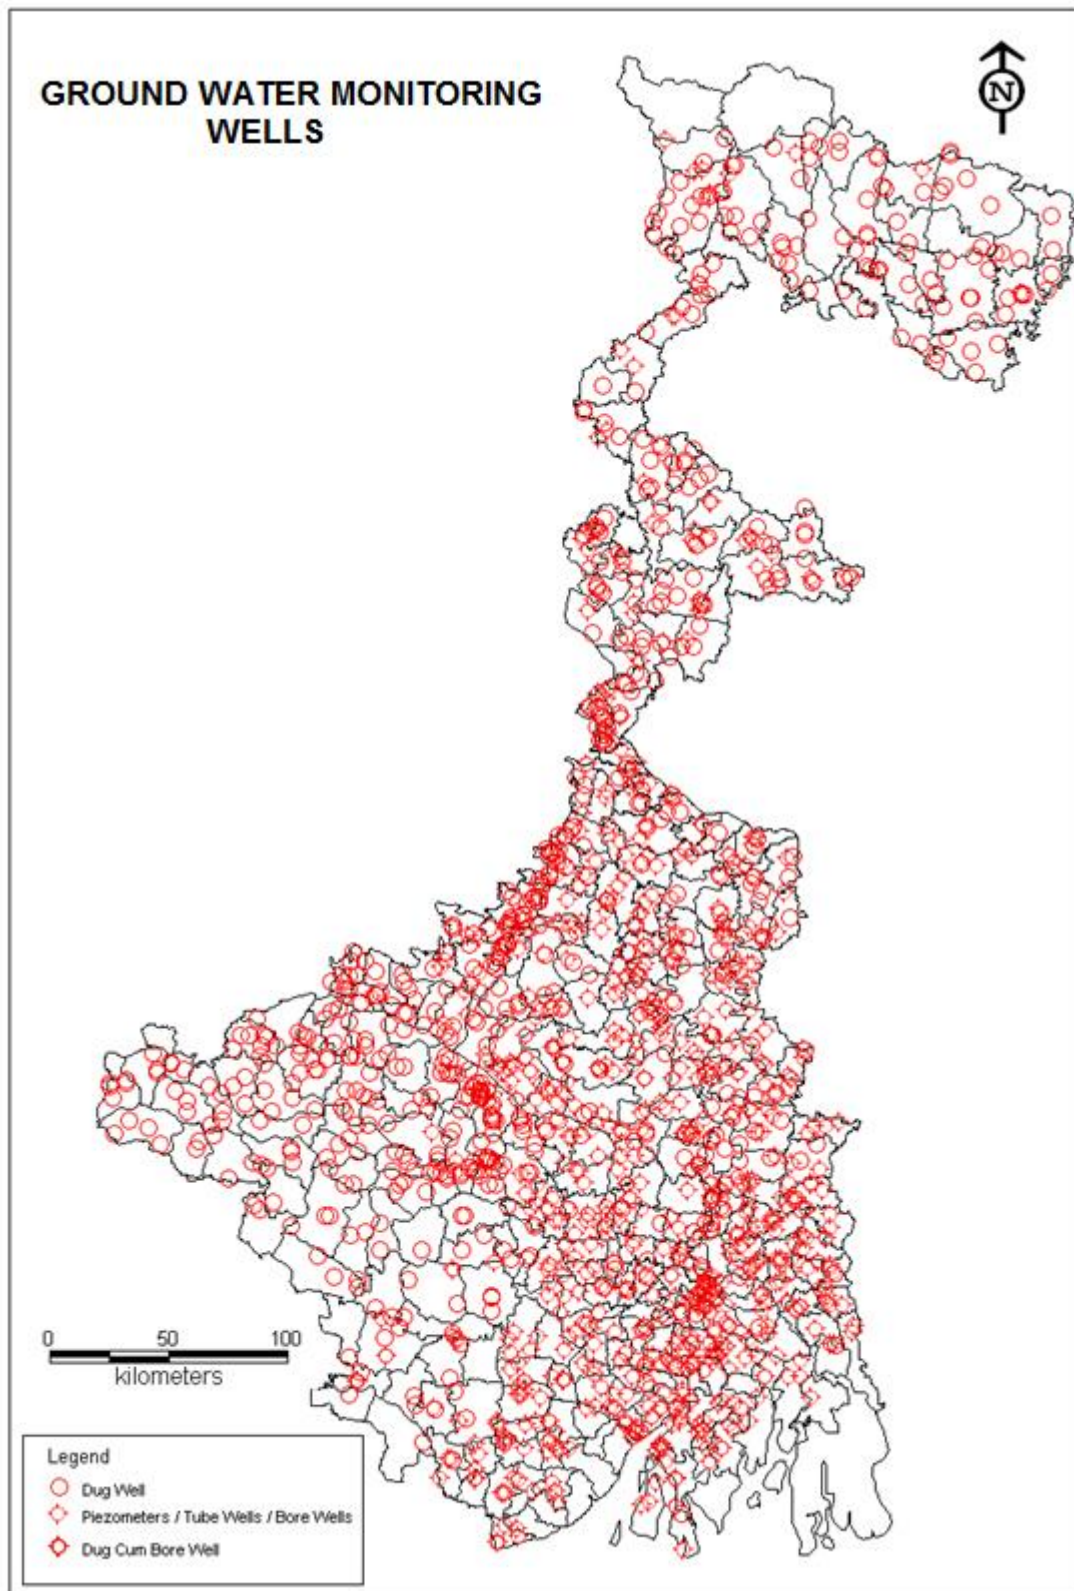 GROUND WATER MONITORING
WELLS
N
0 50 100
kilometers
Legend
Dug Well
Piezometers / Tube Wells / Bore Wells
Dug Cum Bore Well